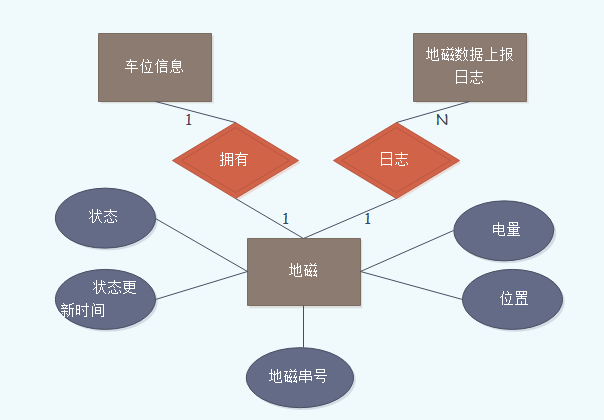 车位信息
地磁数据上报
日志
1
N
拥有
日志
1
1
状态
电量
地磁
状态更
新时间
位置
地磁串号